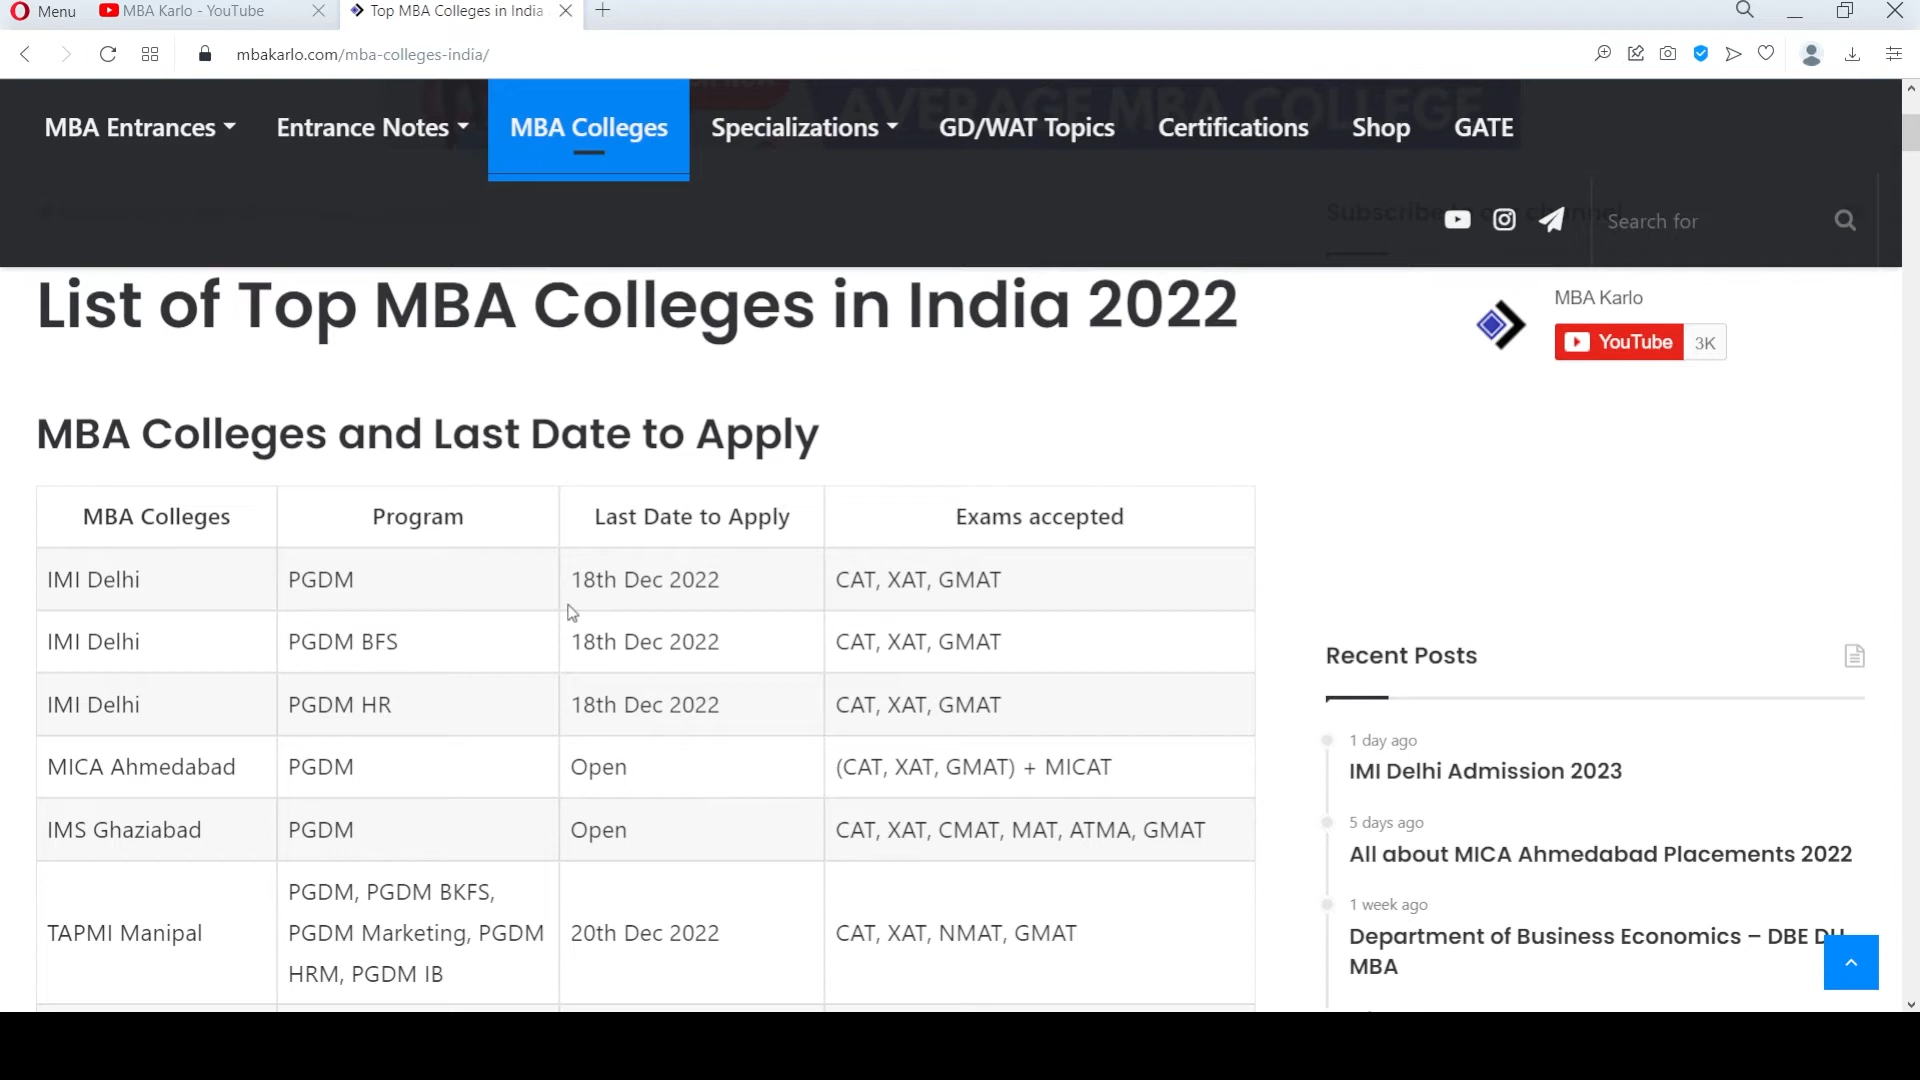 Menu
MBA Karlo - YouTube
Top MBA Colleges in India
mbakarlo.com/mba-colleges-india/
AVERAGE MBA COLLEGE
MBA Entrances
Entrance Notes
MBA Colleges
Specializations
GD/WAT Topics
Certifications
Shop
GATE
Search for
List of Top MBA Colleges in India 2022
MBA Karlo
YouTube 3K
MBA Colleges and Last Date to Apply
MBA Colleges Program Last Date to Apply Exams accepted
IMI Delhi PGDM 18th Dec 2022 CAT, XAT, GMAT
IMI Delhi PGDM BFS 18th Dec 2022 CAT, XAT, GMAT
IMI Delhi PGDM HR 18th Dec 2022 CAT, XAT, GMAT
MICA Ahmedabad PGDM Open (CAT, XAT, GMAT) + MICAT
IMS Ghaziabad PGDM Open CAT, XAT, CMAT, MAT, ATMA, GMAT
PGDM, PGDM BKFS,
TAPMI Manipal PGDM Marketing, PGDM 20th Dec 2022 CAT, XAT, NMAT, GMAT
HRM, PGDM IB
Recent Posts
1 day ago
IMI Delhi Admission 2023
5 days ago
All about MICA Ahmedabad Placements 2022
1 week ago
Department of Business Economics – DBE DU
MBA